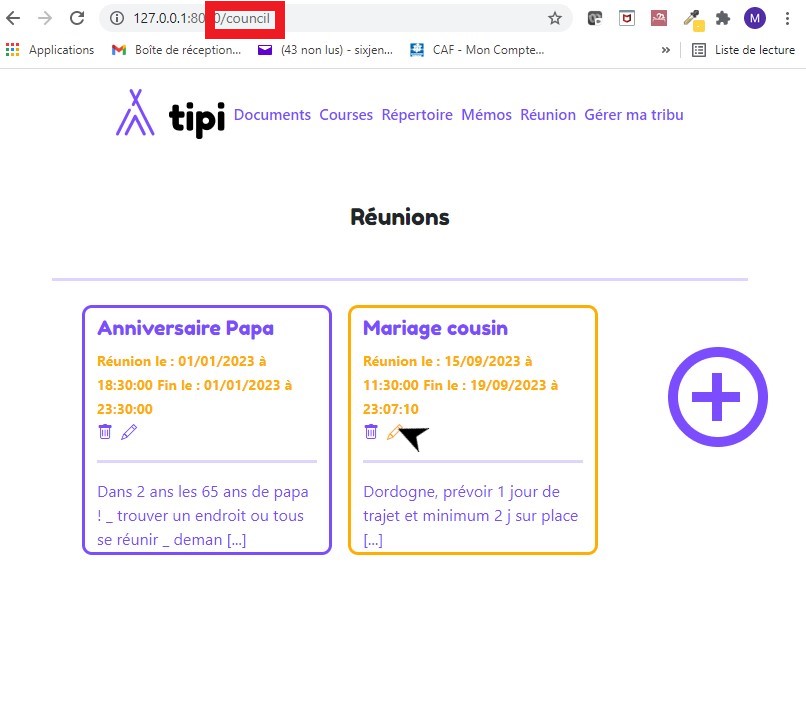 127.0.0.1:80 0/council
M
Applications
Boîte de réception...
(43 non lus) - sixjen...
CAF - Mon Compte...
»
Liste de lecture
tipi
Documents Courses Répertoire Mémos Réunion Gérer ma tribu
Réunions
Anniversaire Papa
Réunion le : 01/01/2023 à
18:30:00 Fin le : 01/01/2023 à
23:30:00
Dans 2 ans les 65 ans de papa
! _ trouver un endroit ou tous
se réunir _ deman [...]
Mariage cousin
Réunion le : 15/09/2023 à
11:30:00 Fin le : 19/09/2023 à
23:07:10
Dordogne, prévoir 1 jour de
trajet et minimum 2 j sur place
[...]